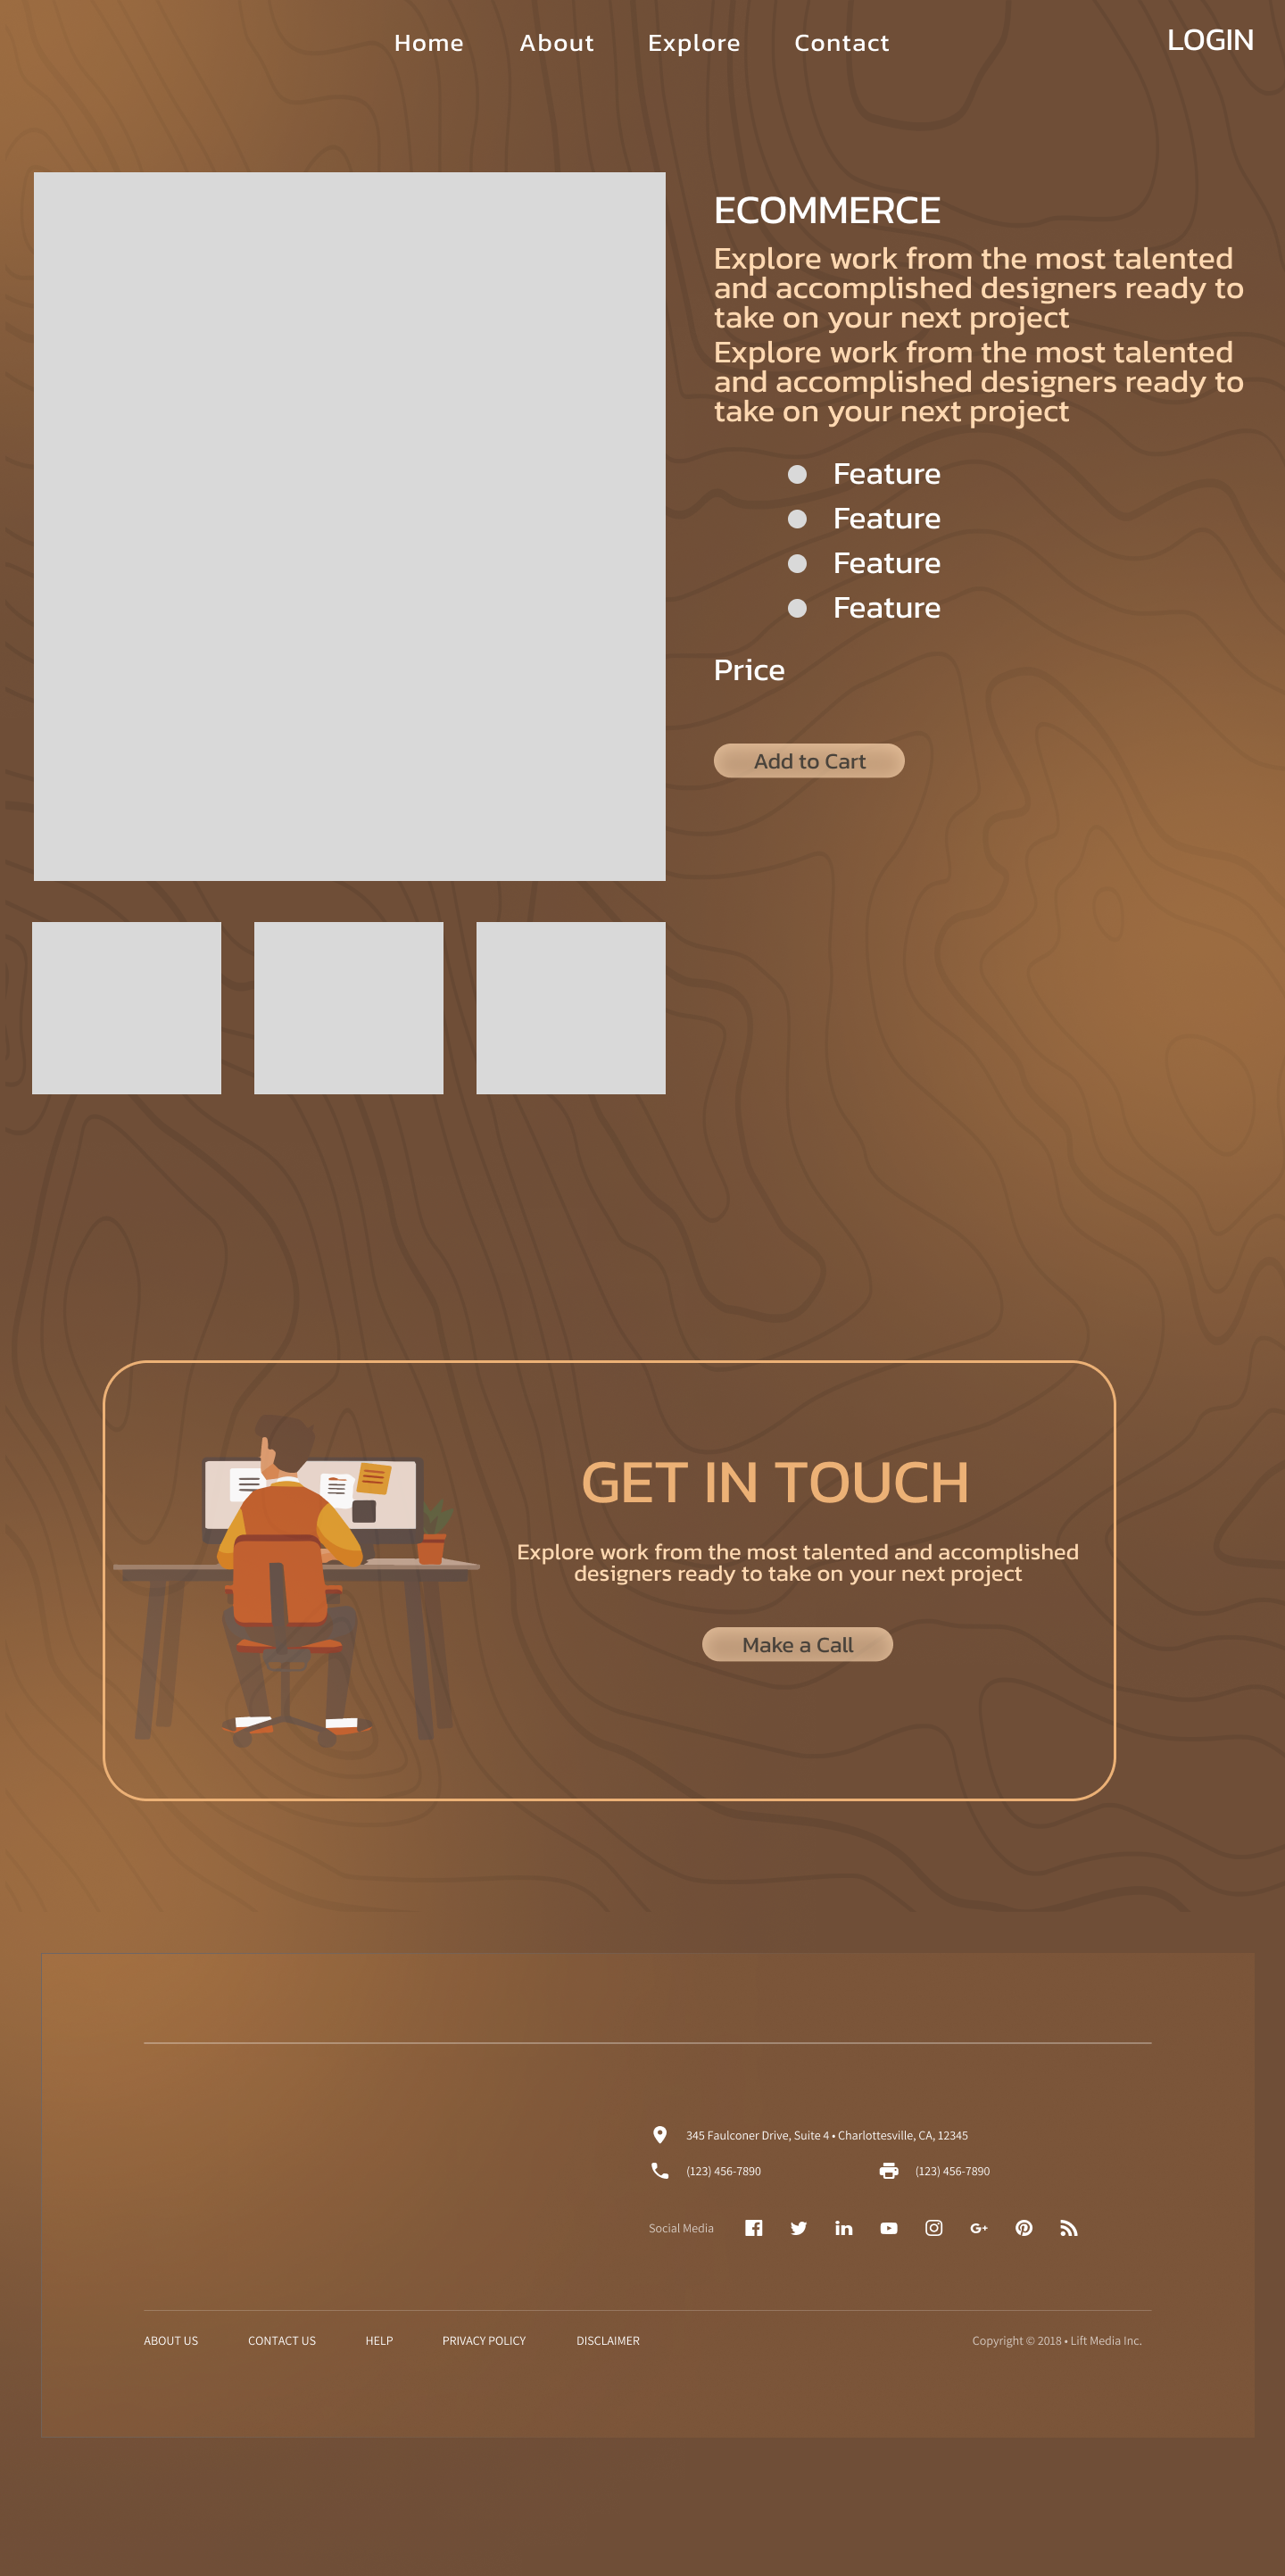 Home About Explore Contact LOGIN
ECOMMERCE
Explore work from the most talented
and accomplished designers ready to
take on your next project
Explore work from the most talented
and accomplished designers ready to
take on your next project
Feature
Feature
Feature
Feature
Price
Add to Cart
GET IN TOUCH
Explore work from the most talented and accomplished
designers ready to take on your next project
Make a Call
345 Faulconer Drive, Suite 4 • Charlottesville, CA, 12345
(123) 456-7890 (123) 456-7890
Social Media
ABOUT US CONTACT US HELP PRIVACY POLICY DISCLAIMER Copyright © 2018 • Lift Media Inc.